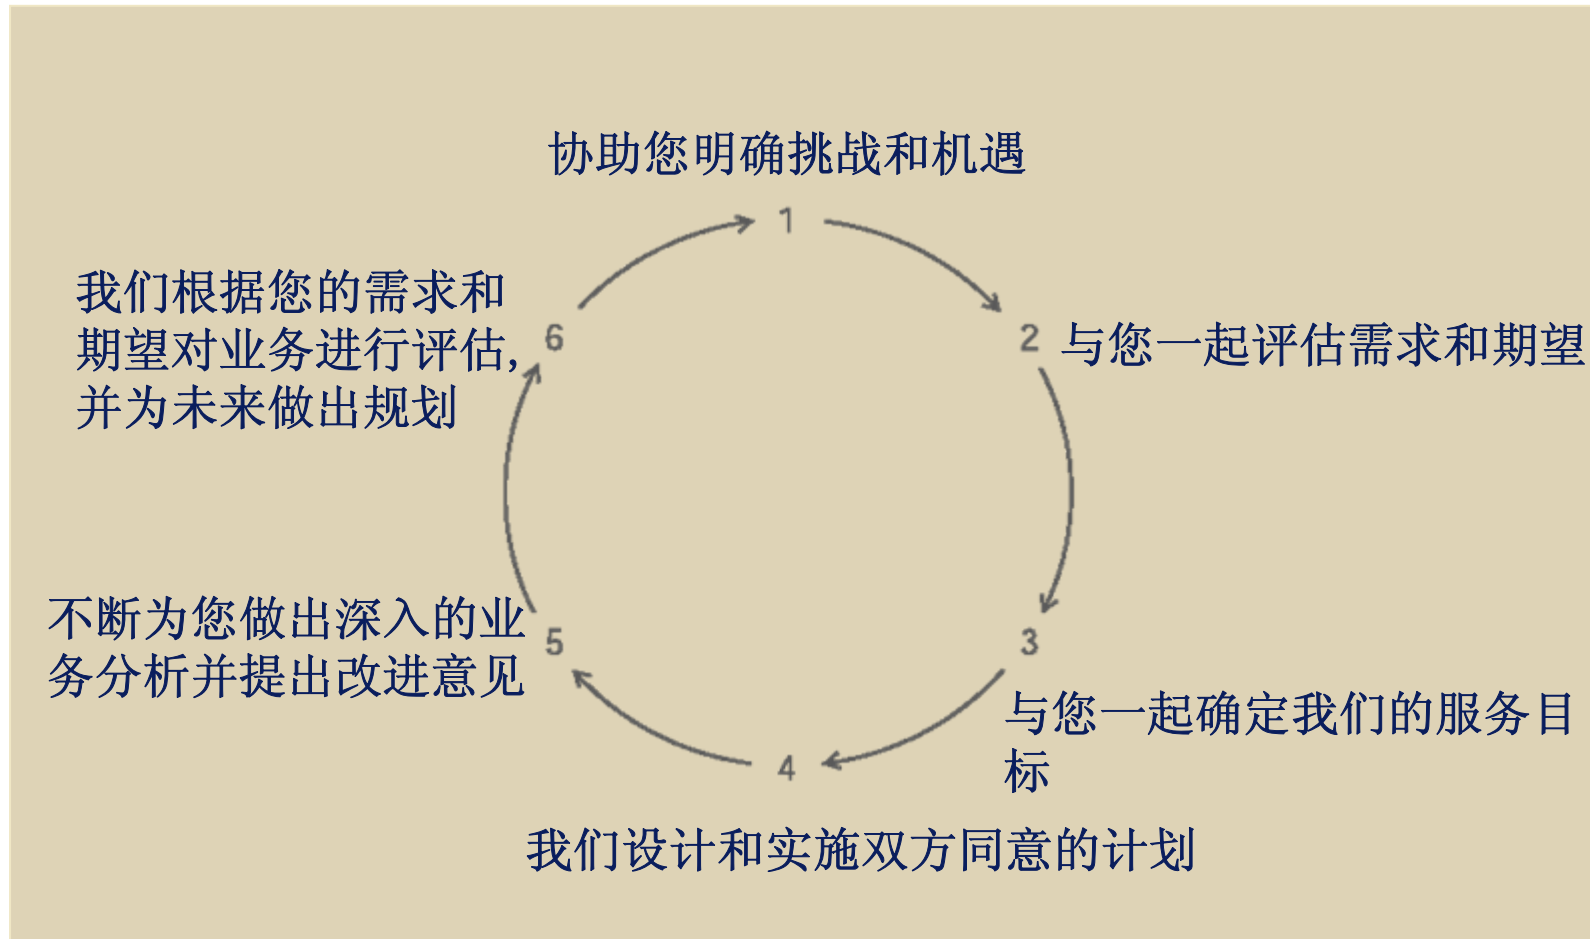 协助您明确挑战和机遇
1
2
与您一起评估需求和期望
3
与您一起确定我们的服务目
标
4
我们设计和实施双方同意的计划
5
不断为您做出深入的业
务分析并提出改进意见
6
我们根据您的需求和
期望对业务进行评估,
并为未来做出规划